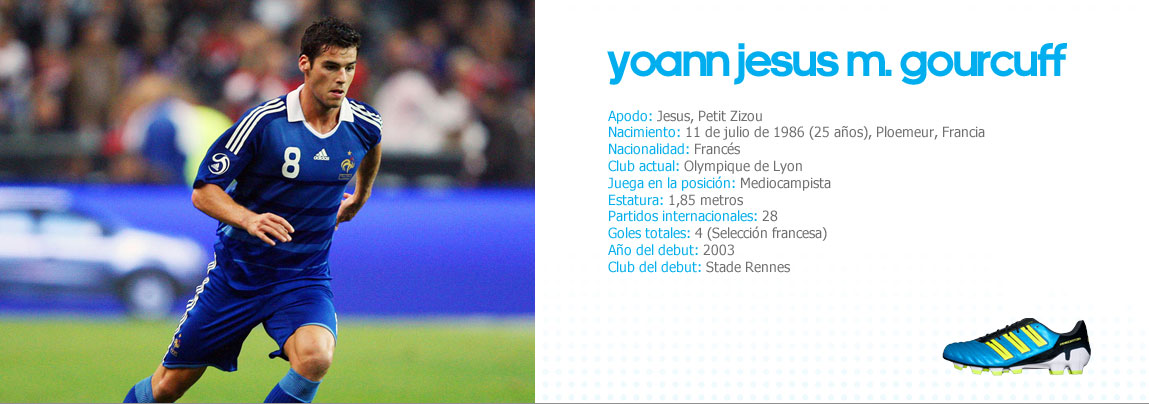 yoann jesus m. gourcuff
Apodo: Jesus, Petit Zizou
Nacimiento: 11 de julio de 1986 (25 años), Ploemeur, Francia
Nacionalidad: Francés
Club actual: Olympique de Lyon
Juega en la posición: Mediocampista
Estatura: 1,85 metros
Partidos internacionales: 28
Goles totales: 4 (Selección francesa)
Año del debut: 2003
Club del debut: Stade Rennes
8
adidas